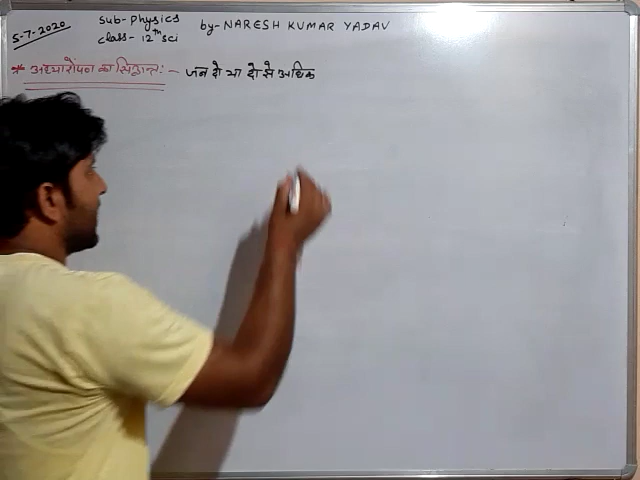 5-7-2020
Sub-Physics by- NARESH KUMAR YADAV
class- 12th sci
* अध्यारोपण का सिद्धान्त :- जब दो या दो से अधिक